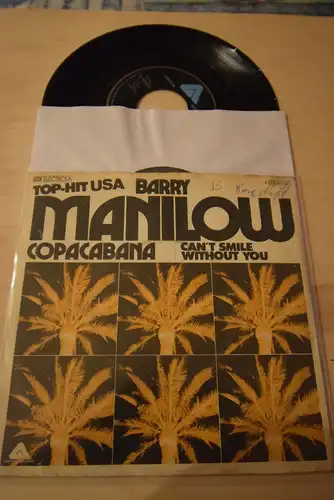 EMI ELECTROLA
TOP-HIT USA BARRY
MANILOW
COPACABANA
CAN'T SMILE
WITHOUT YOU